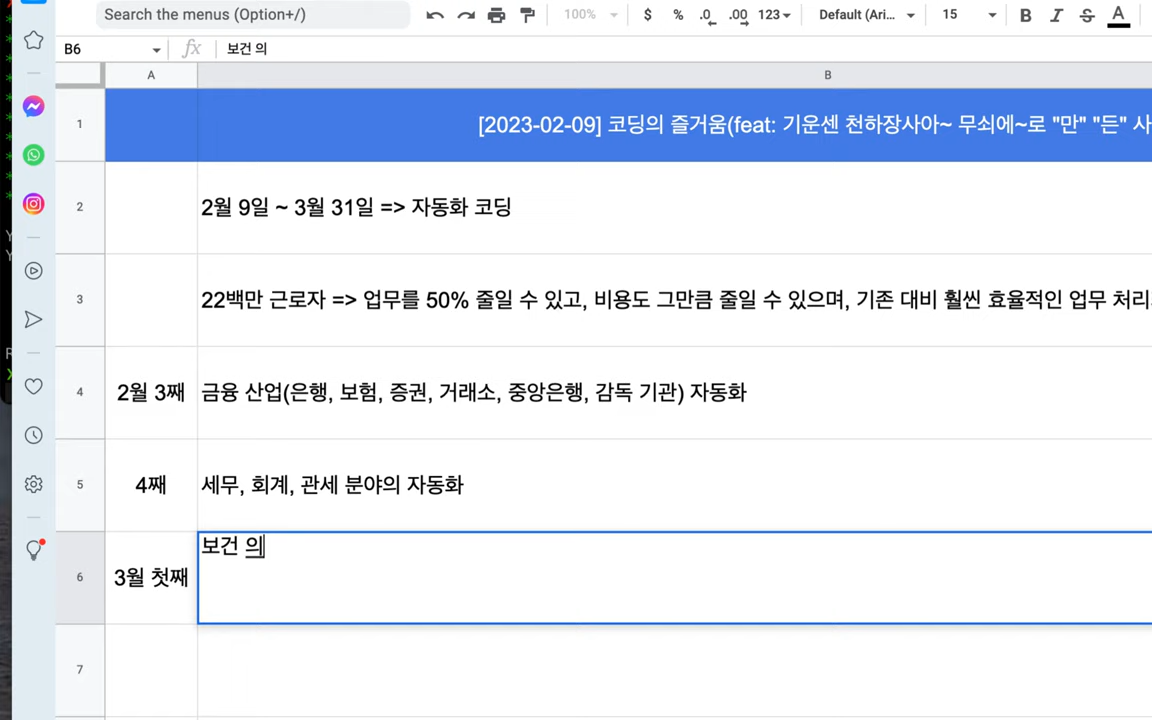 Search the menus (Option+/)
100%
$ % .0 .00 123
Default (Ari...
15
B I S A
B6
fx
보건 의
A
B
1
[2023-02-09] 코딩의 즐거움(feat: 기운센 천하장사아~ 무쇠에~로 "만" "든" 사
2
2월 9일 ~ 3월 31일 => 자동화 코딩
3
22백만 근로자 => 업무를 50% 줄일 수 있고, 비용도 그만큼 줄일 수 있으며, 기존 대비 훨씬 효율적인 업무 처리
4
2월 3째
금융 산업(은행, 보험, 증권, 거래소, 중앙은행, 감독 기관) 자동화
5
4째
세무, 회계, 관세 분야의 자동화
6
3월 첫째
보건 의
7